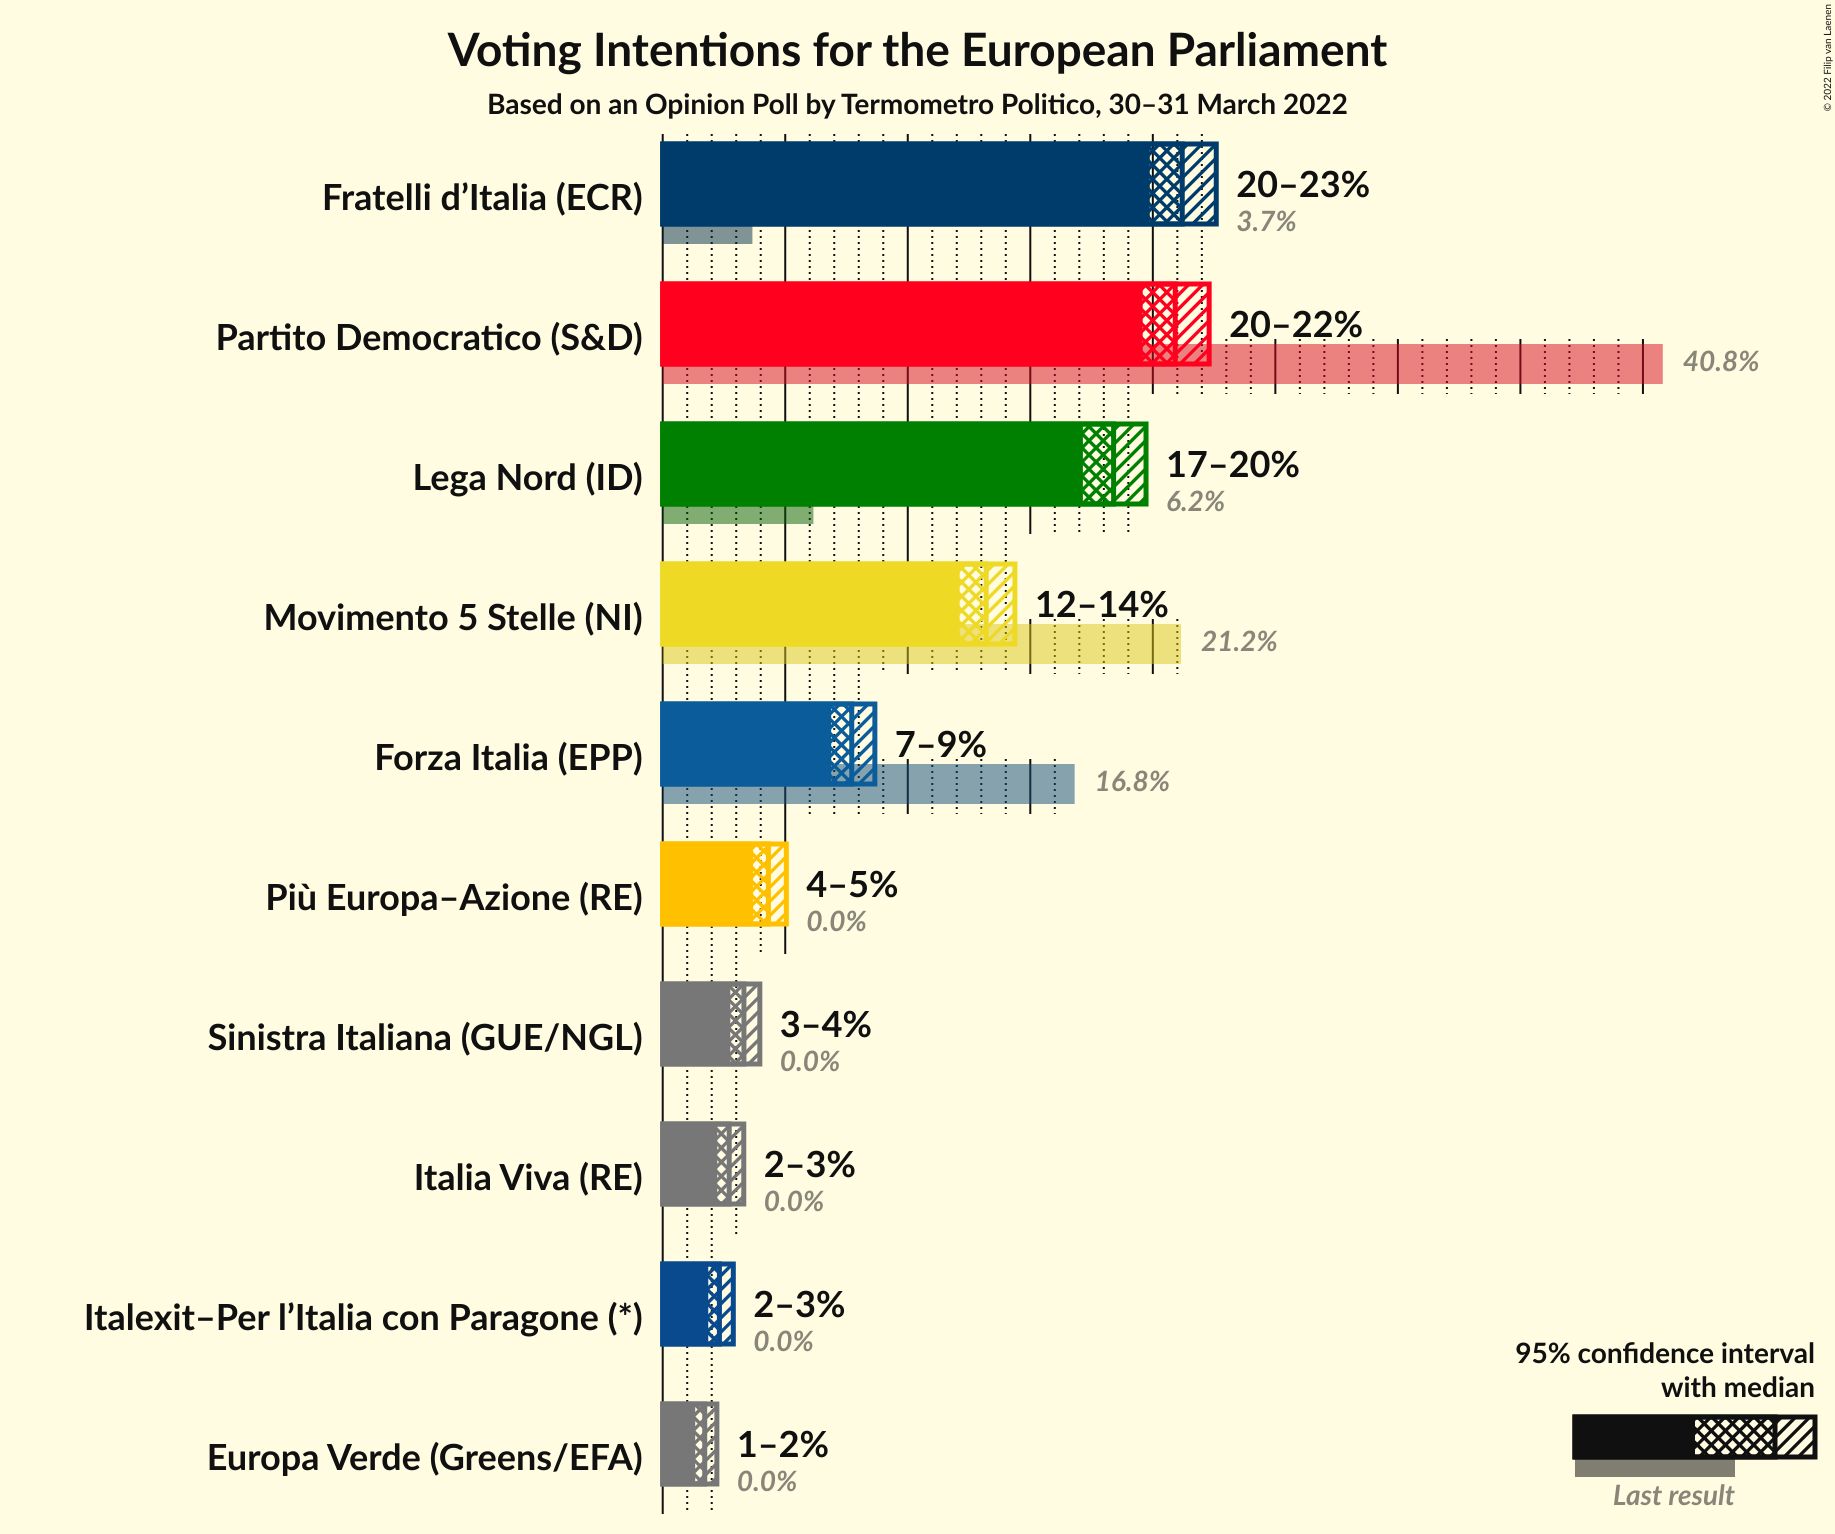 Voting Intentions for the European Parliament
Based on an Opinion Poll by Termometro Politico, 30–31 March 2022
© 2022 Filip van Laenen
Fratelli d’Italia (ECR)
20–23%
3.7%
Partito Democratico (S&D)
20–22%
40.8%
Lega Nord (ID)
17–20%
6.2%
Movimento 5 Stelle (NI)
12–14%
21.2%
Forza Italia (EPP)
7–9%
16.8%
Più Europa–Azione (RE)
4–5%
0.0%
Sinistra Italiana (GUE/NGL)
3–4%
0.0%
Italia Viva (RE)
2–3%
0.0%
Italexit–Per l’Italia con Paragone (*)
2–3%
0.0%
Europa Verde (Greens/EFA)
1–2%
0.0%
95% confidence interval
with median
Last result